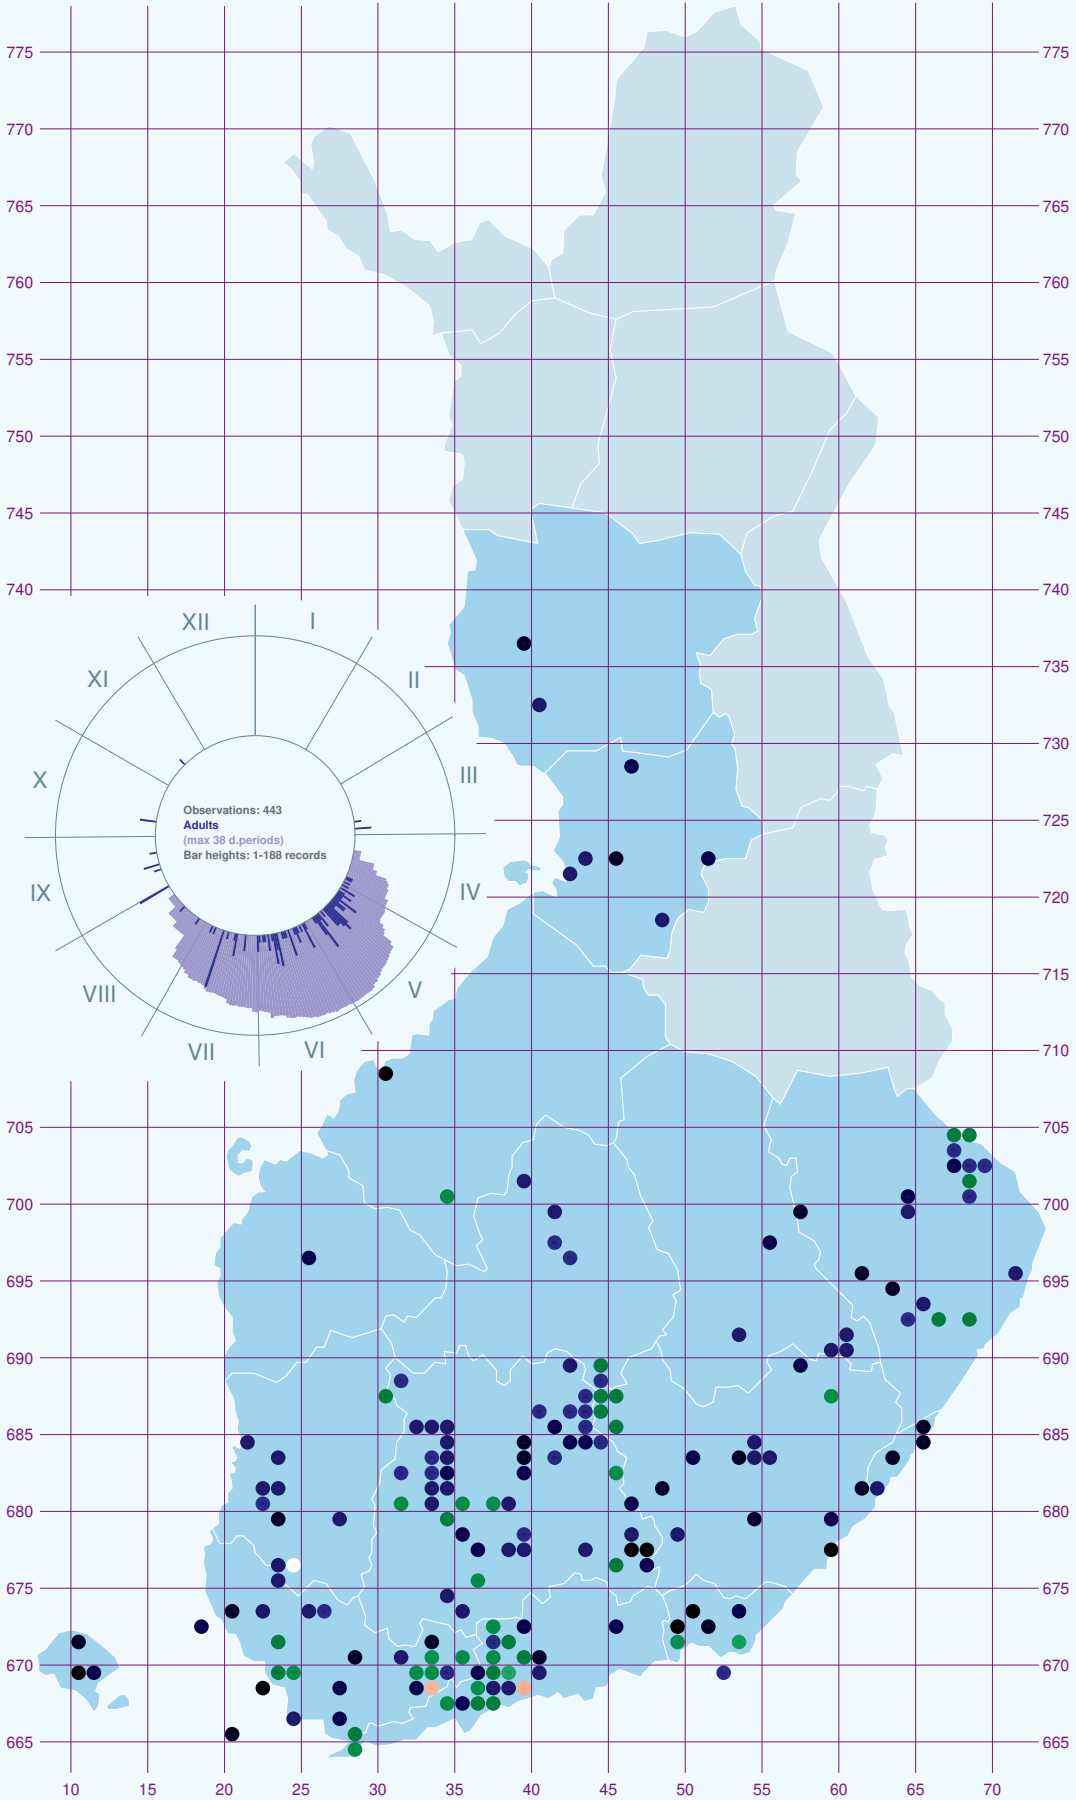 775 775
770 770
765 765
760 760
755 755
750 750
745 745
740 740
XII I
XI II
735 735
X III
730 730
Observations: 443
Adults
(max 38 d.periods)
Bar heights: 1-188 records
725 725
IX IV
720 720
VIII V
715 715
VII VI
710 710
705 705
700 700
695 695
690 690
685 685
680 680
675 675
670 670
665 665
10 15 20 25 30 35 40 45 50 55 60 65 70